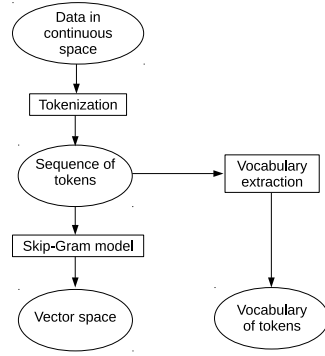 Data in
continuous
space
Tokenization
Sequence of
tokens
Vocabulary
extraction
Skip-Gram model
Vector space
Vocabulary
of tokens